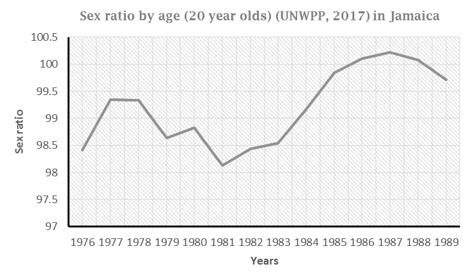 Sex ratio by age (20 year olds) (UNWPP, 2017) in Jamaica
100.5
100
99.5
99
98.5
98
97.5
97
Sex ratio
1976 1977 1978 1979 1980 1981 1982 1983 1984 1985 1986 1987 1988 1989
Years